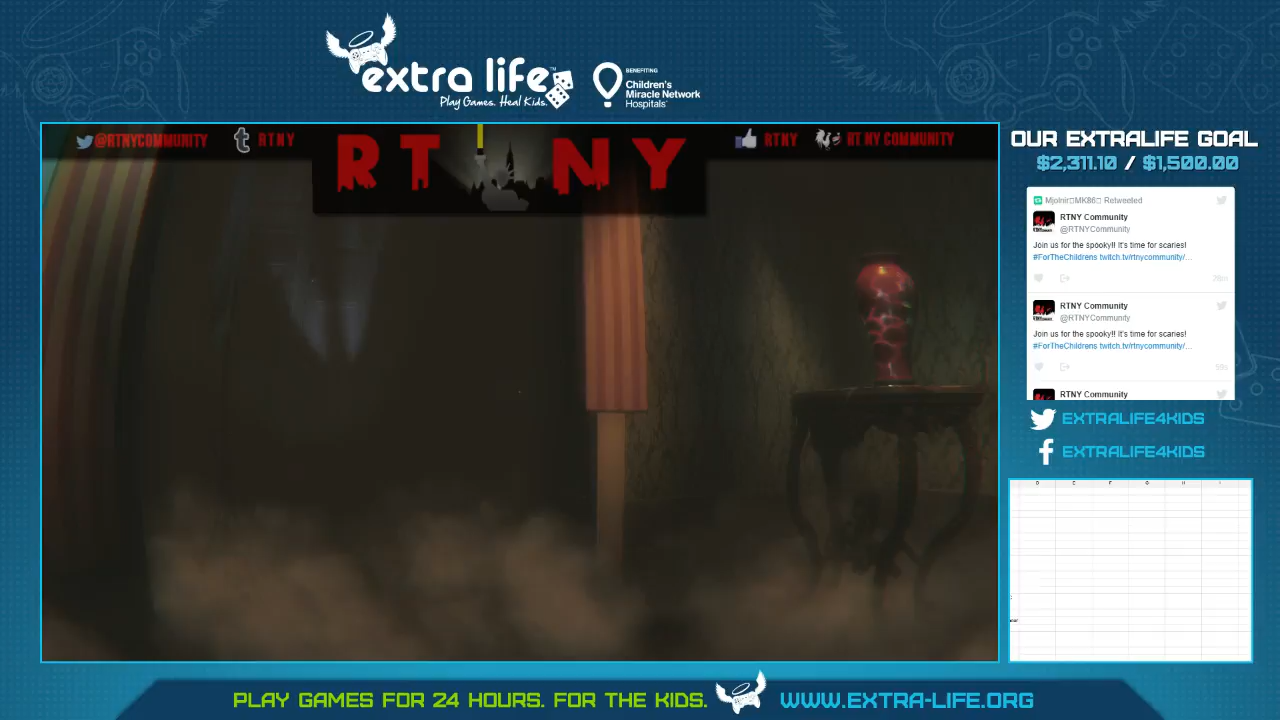 extra life™
Play Games. Heal Kids.
BENEFITING
Children's
Miracle Network
Hospitals
@RTNYCOMMUNITY
RTNY
RT NY
RTNY
RT NY COMMUNITY
OUR EXTRALIFE GOAL
$2,311.10 / $1,500.00
Retweeted
RTNY Community
@RTNYCommunity
Join us for the spooky!! It's time for scaries!
#ForTheChildrens twitch.tv/rtnycommunity/...
RTNY Community
@RTNYCommunity
Join us for the spooky!! It's time for scaries!
#ForTheChildrens twitch.tv/rtnycommunity/...
RTNY Community
EXTRALIFE4KIDS
EXTRALIFE4KIDS
PLAY GAMES FOR 24 HOURS. FOR THE KIDS.
WWW.EXTRA-LIFE.ORG